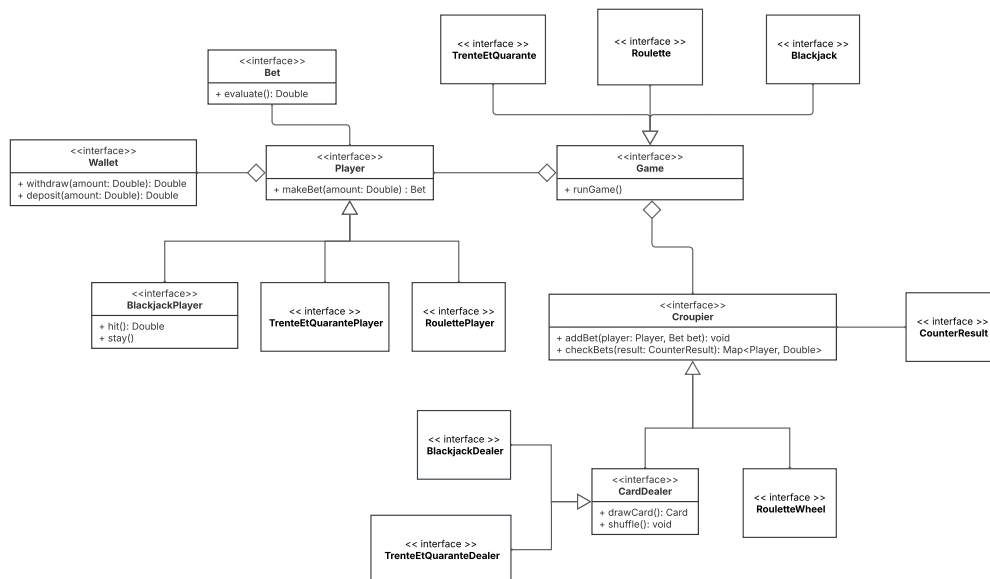 << interface >>
TrenteEtQuarante
<< interface >>
Roulette
<< interface >>
Blackjack
<<interface>>
Bet
+ evaluate(): Double
<<interface>>
Wallet
+ withdraw(amount: Double): Double
+ deposit(amount: Double): Double
<<interface>>
Player
+ makeBet(amount: Double) : Bet
<<interface>>
Game
+ runGame()
<<interface>>
BlackjackPlayer
+ hit(): Double
+ stay()
<< interface >>
TrenteEtQuarantePlayer
<< interface >>
RoulettePlayer
<<interface>>
Croupier
+ addBet(player: Player, Bet bet): void
+ checkBets(result: CounterResult): Map<Player, Double>
<< interface >>
CounterResult
<< interface >>
BlackjackDealer
<<interface>>
CardDealer
+ drawCard(): Card
+ shuffle(): void
<< interface >>
RouletteWheel
<< interface >>
TrenteEtQuaranteDealer